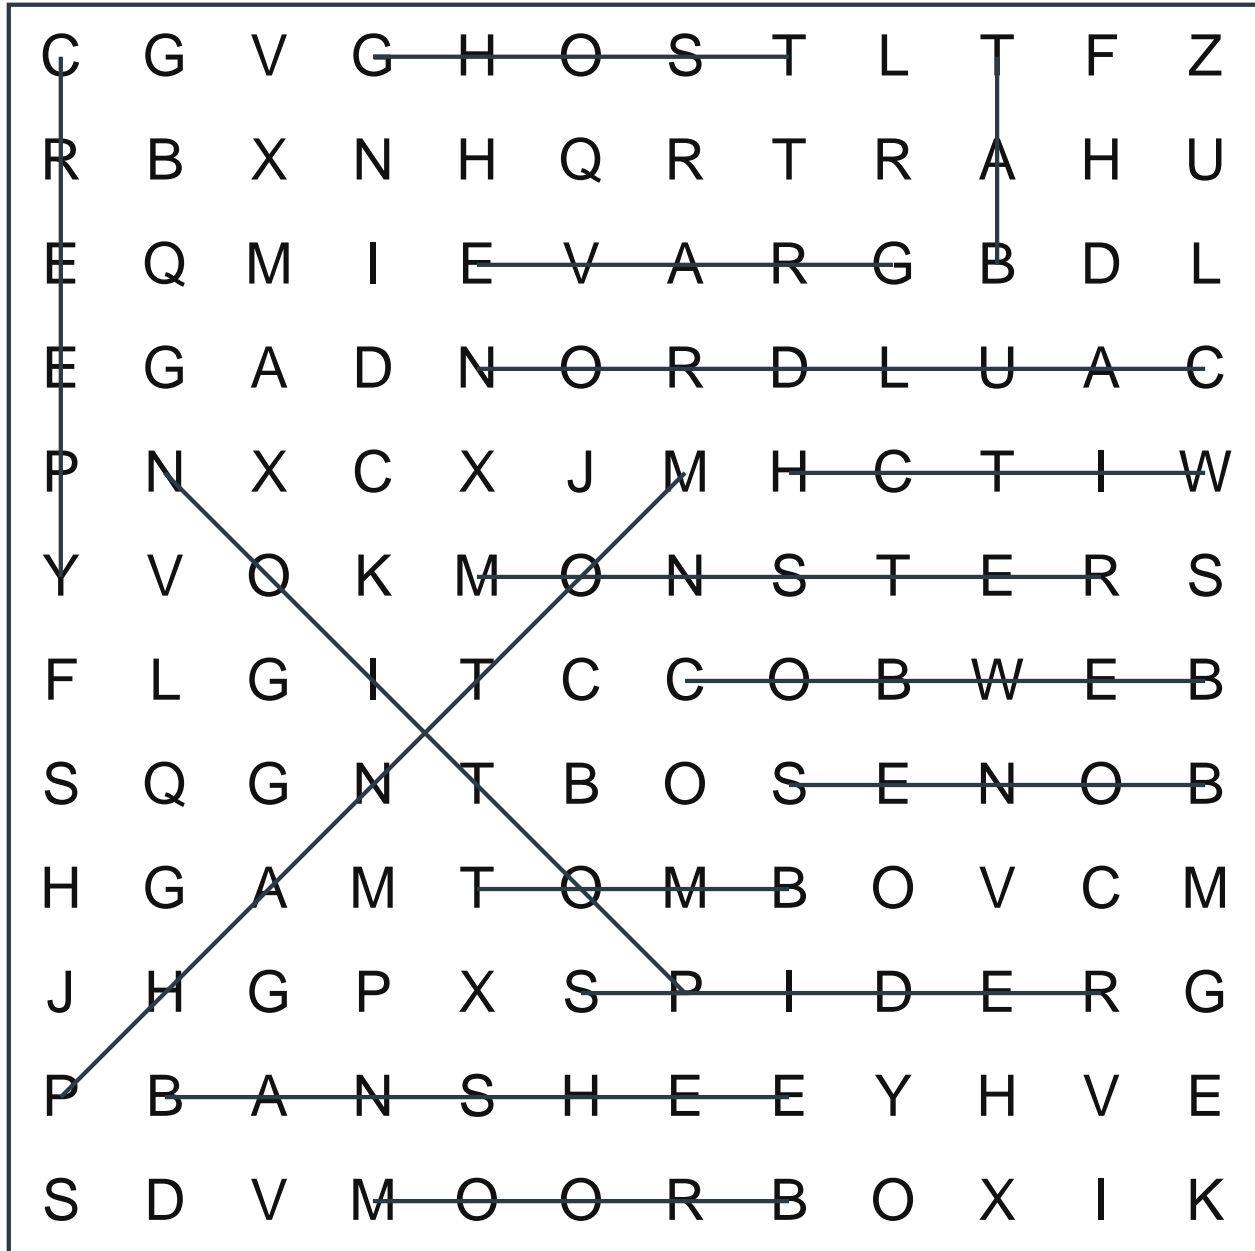 C G V G H O S T L T F Z
R B X N H Q R T R A H U
E Q M I E V A R G B D L
E G A D N O R D L U A C
P N X C X J M H C T I W
Y V O K M O N S T E R S
F L G I T C C O B W E B
S Q G N T B O S E N O B
H G A M T O M B O V C M
J H G P X S P I D E R G
P B A N S H E E Y H V E
S D V M O O R B O X I K